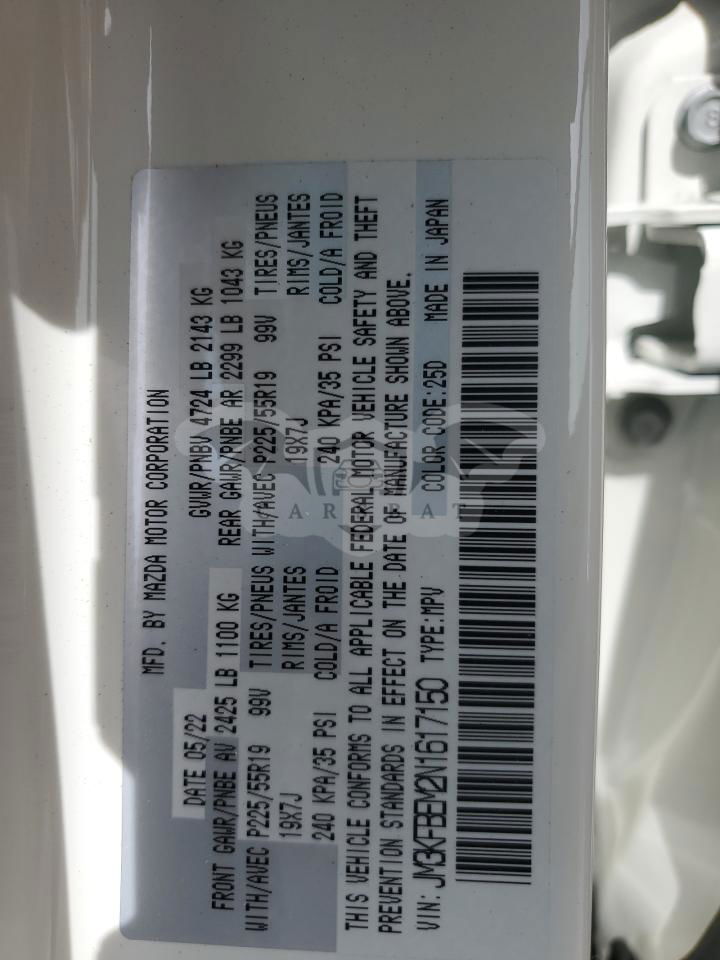 MFD. BY MAZDA MOTOR CORPORATION
DATE 05/22 GVWR/PNBV 4724 LB 2143 KG
FRONT GAWR/PNBE AV 2425 LB 1100 KG REAR GAWR/PNBE AR 2299 LB 1043 KG
WITH/AVEC P225/55R19 99V TIRES/PNEUS WITH/AVEC P225/55R19 99V TIRES/PNEUS
19X7J RIMS/JANTES 19X7J RIMS/JANTES
240 KPA/35 PSI COLD/A FROID 240 KPA/35 PSI COLD/A FROID
THIS VEHICLE CONFORMS TO ALL APPLICABLE FEDERAL MOTOR VEHICLE SAFETY AND THEFT
PREVENTION STANDARDS IN EFFECT ON THE DATE OF MANUFACTURE SHOWN ABOVE.
VIN: JM3KFBEM2N1617150 TYPE:MPV COLOR CODE:25D MADE IN JAPAN